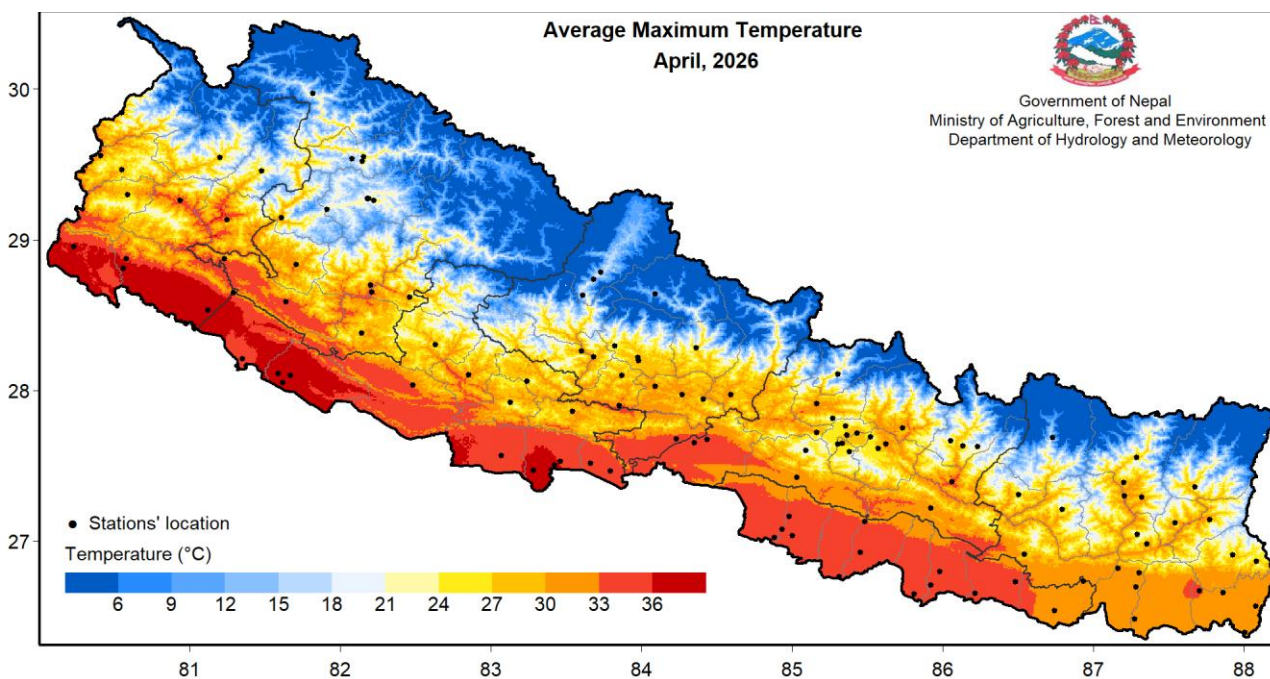 Average Maximum Temperature
April, 2026
Government of Nepal
Ministry of Agriculture, Forest and Environment
Department of Hydrology and Meteorology
30
29
28
27
Stations' location
Temperature (°C)
6 9 12 15 18 21 24 27 30 33 36
81 82 83 84 85 86 87 88